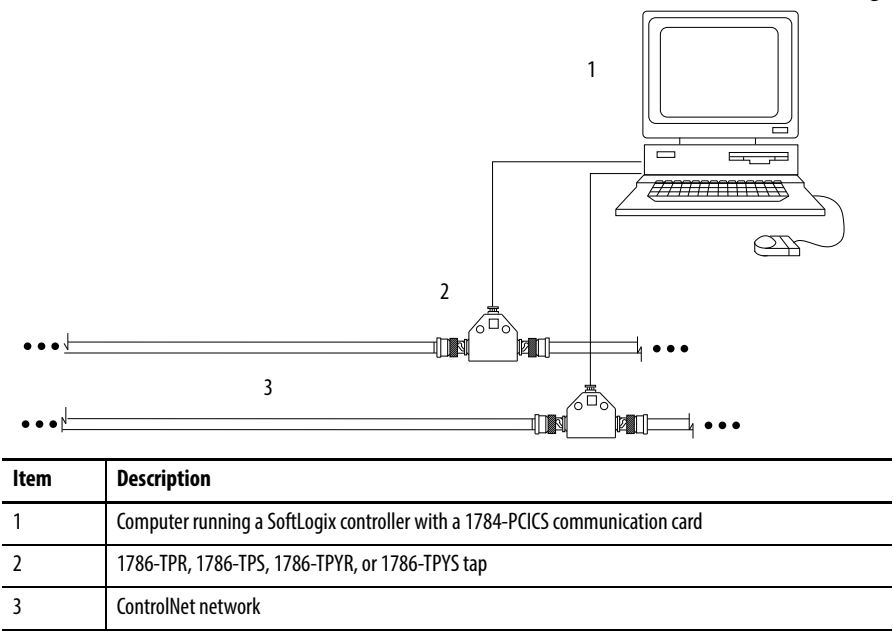 1
2
3
Item Description
1 Computer running a SoftLogix controller with a 1784-PCICS communication card
2 1786-TPR, 1786-TPS, 1786-TPYR, or 1786-TPYS tap
3 ControlNet network